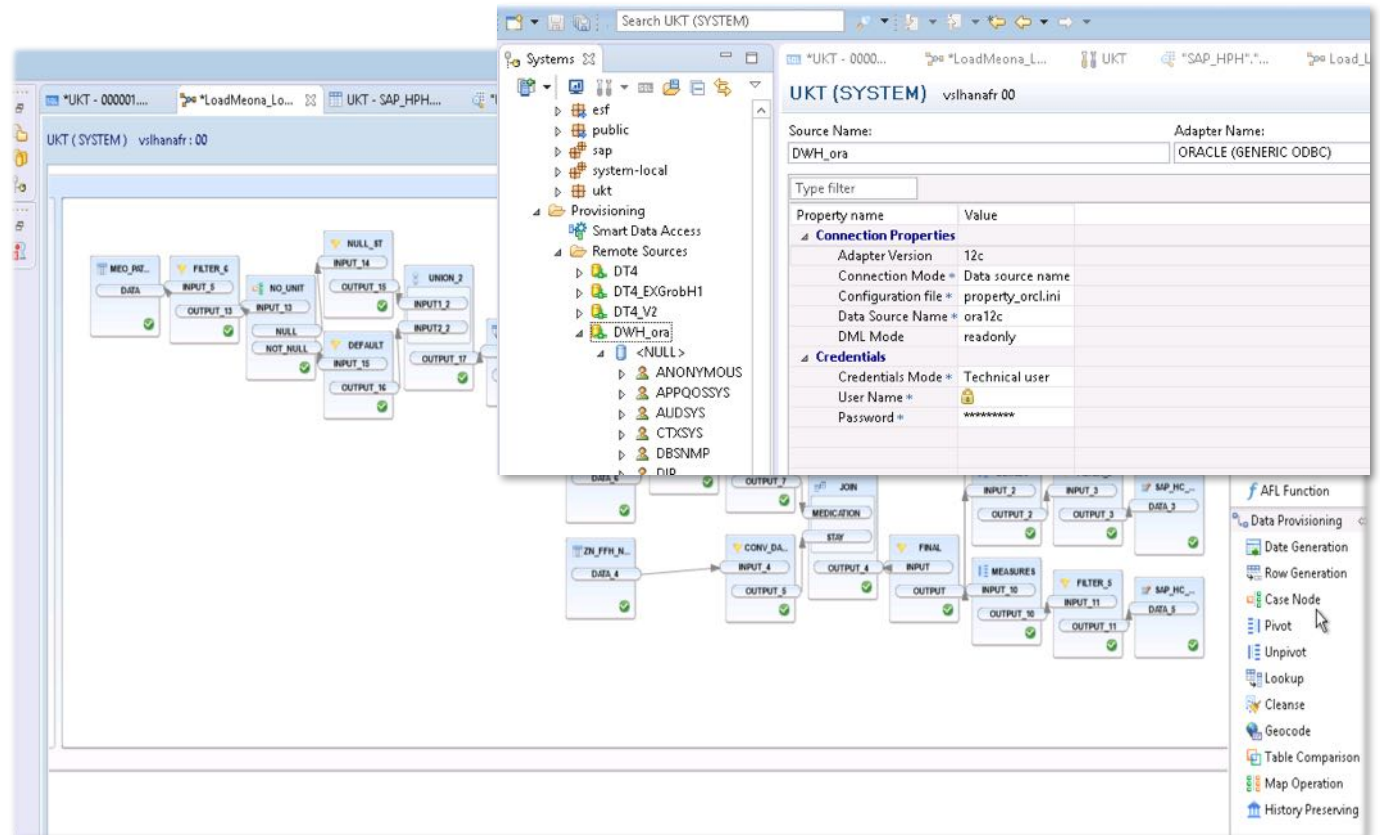 Search UKT (SYSTEM)
Systems
esf
public
sap
system-local
ukt
Provisioning
Smart Data Access
Remote Sources
DT4
DT4_EXGrobH1
DT4_V2
DWH_ora
<NULL>
ANONYMOUS
APPQOSSYS
AUDSYS
CTXSYS
DBSNMP
DIP
*UKT - 0000... *LoadMeona_L... UKT "SAP_HPH"."... Load_L
UKT (SYSTEM) vslhanafr 00
Source Name: Adapter Name:
DWH_ora ORACLE (GENERIC ODBC)
Type filter
Property name Value
Connection Properties
Adapter Version 12c
Connection Mode * Data source name
Configuration file * property_orcl.ini
Data Source Name * ora12c
DML Mode readonly
Credentials
Credentials Mode * Technical user
User Name *
Password * *********
*UKT - 000001.... *LoadMeona_Lo... UKT - SAP_HPH....
UKT ( SYSTEM ) vslhanafr : 00
MEO_PAT...
DATA
FILTER_6
INPUT_5
OUTPUT_13
NO_UNIT
INPUT_13
NULL
NOT_NULL
NULL_ST
INPUT_14
OUTPUT_15
DEFAULT
INPUT_15
OUTPUT_16
UNION_2
INPUT1_2
INPUT2_2
OUTPUT_17
DATA_6
OUTPUT_7
ZN_FFH_N...
DATA_4
CONV_DA...
INPUT_4
OUTPUT_5
JOIN
MEDICATION
STAY
OUTPUT_4
FINAL
INPUT
OUTPUT
INPUT_2
OUTPUT_2
INPUT_3
OUTPUT_3
SAP_HC_...
DATA_3
MEASURES
INPUT_10
OUTPUT_10
FILTER_5
INPUT_11
OUTPUT_11
SAP_HC_...
DATA_5
AFL Function
Data Provisioning
Date Generation
Row Generation
Case Node
Pivot
Unpivot
Lookup
Cleanse
Geocode
Table Comparison
Map Operation
History Preserving